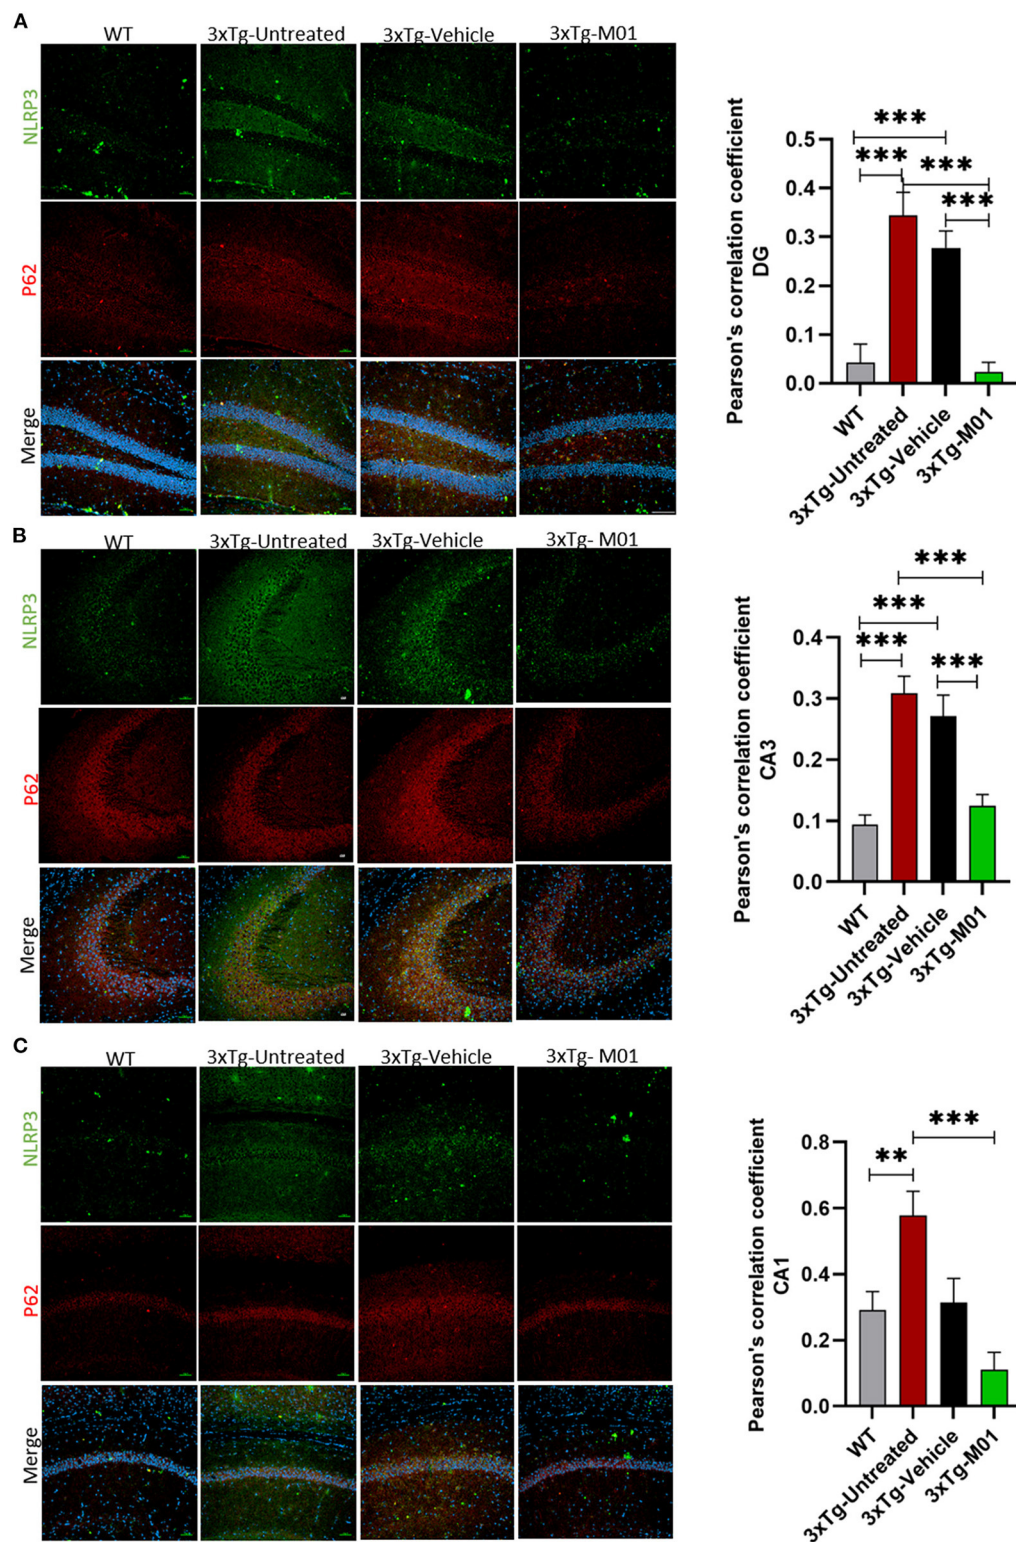 A
WT 3xTg-Untreated 3xTg-Vehicle 3xTg-M01
NLRP3
P62
Merge
Pearson's correlation coefficient
DG
0.5
0.4
0.3
0.2
0.1
0.0
***
***
***
***
WT
3xTg-Untreated
3xTg-Vehicle
3xTg-M01
B
WT 3xTg-Untreated 3xTg-Vehicle 3xTg- M01
NLRP3
P62
Merge
Pearson's correlation coefficient
CA3
0.4
0.3
0.2
0.1
0.0
***
***
***
***
WT
3xTg-Untreated
3xTg-Vehicle
3xTg-M01
C
WT 3xTg-Untreated 3xTg-Vehicle 3xTg- M01
NLRP3
P62
Merge
Pearson's correlation coefficient
CA1
0.8
0.6
0.4
0.2
0.0
***
**
WT
3xTg-Untreated
3xTg-Vehicle
3xTg-M01